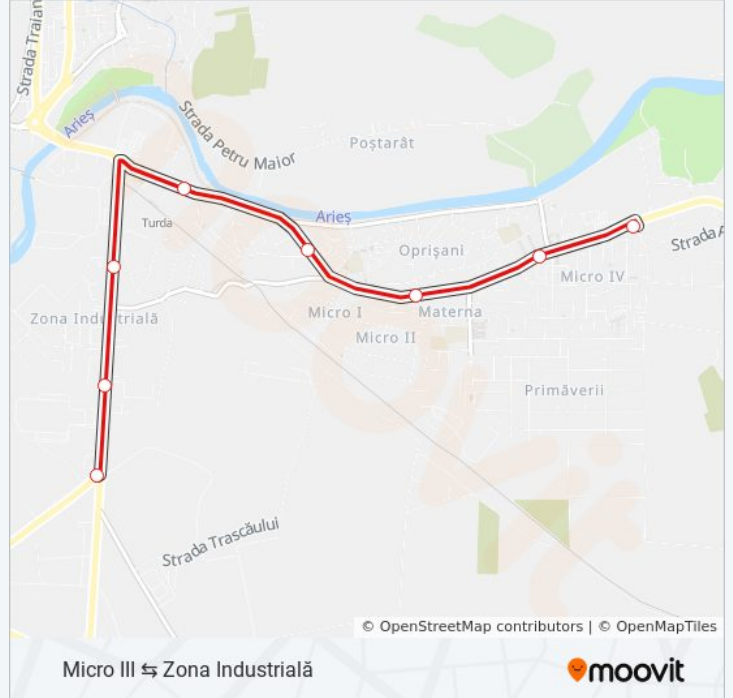 Strada Traian
Arieș
Strada Petru Maior
Poștarât
Turda
Arieș
Oprișani
Strada A
Micro IV
Zona Industrială
Micro I
Materna
Micro II
Primăverii
Strada Trascăului
© OpenStreetMap contributors | © OpenMapTiles
Micro III ⇆ Zona Industrială
moovit